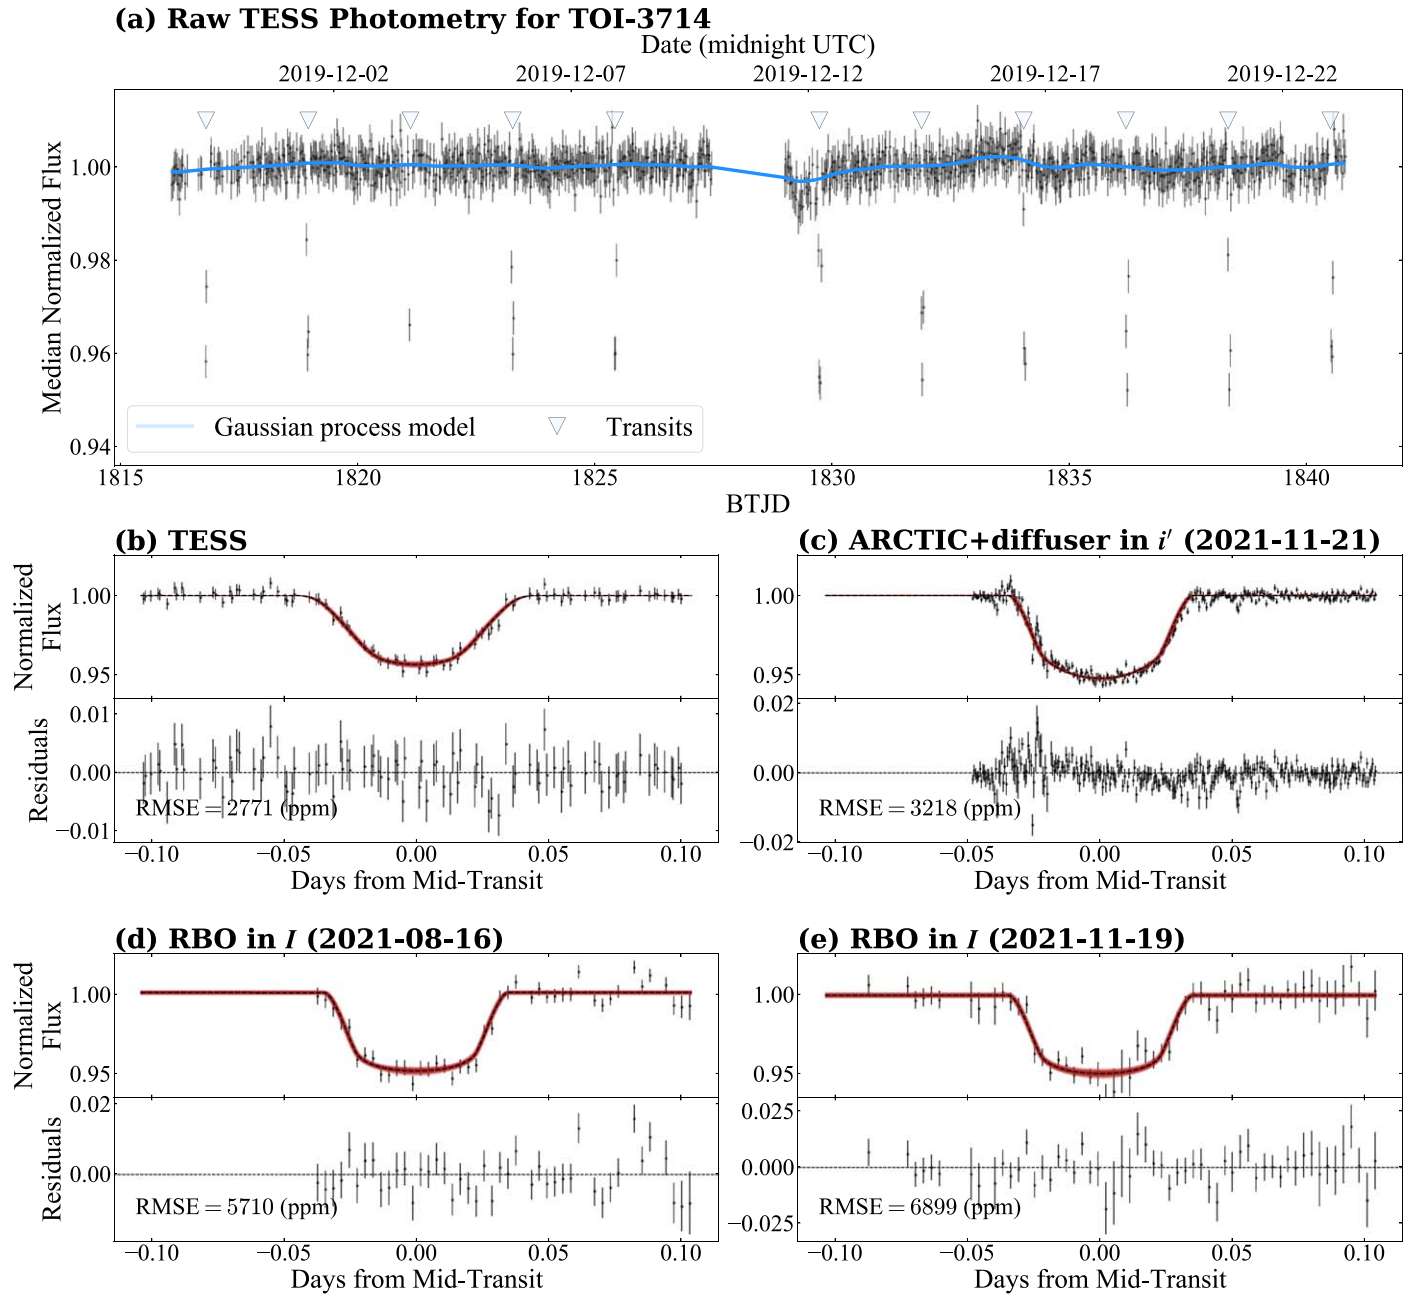 (a) Raw TESS Photometry for TOI-3714
Date (midnight UTC)
2019-12-02 2019-12-07 2019-12-12 2019-12-17 2019-12-22
Median Normalized Flux
1.00
0.98
0.96
0.94
Gaussian process model Transits
1815 1820 1825 1830 1835 1840
BTJD
(b) TESS
Normalized
Flux
1.00
0.95
Residuals
0.01
0.00
−0.01
RMSE = 2771 (ppm)
−0.10 −0.05 0.00 0.05 0.10
Days from Mid-Transit
(c) ARCTIC+diffuser in i′ (2021-11-21)
1.00
0.95
0.02
0.00
−0.02
RMSE = 3218 (ppm)
−0.10 −0.05 0.00 0.05 0.10
Days from Mid-Transit
(d) RBO in I (2021-08-16)
Normalized
Flux
1.00
0.95
Residuals
0.02
0.00
RMSE = 5710 (ppm)
−0.10 −0.05 0.00 0.05 0.10
Days from Mid-Transit
(e) RBO in I (2021-11-19)
1.00
0.95
0.025
0.000
−0.025
RMSE = 6899 (ppm)
−0.10 −0.05 0.00 0.05 0.10
Days from Mid-Transit